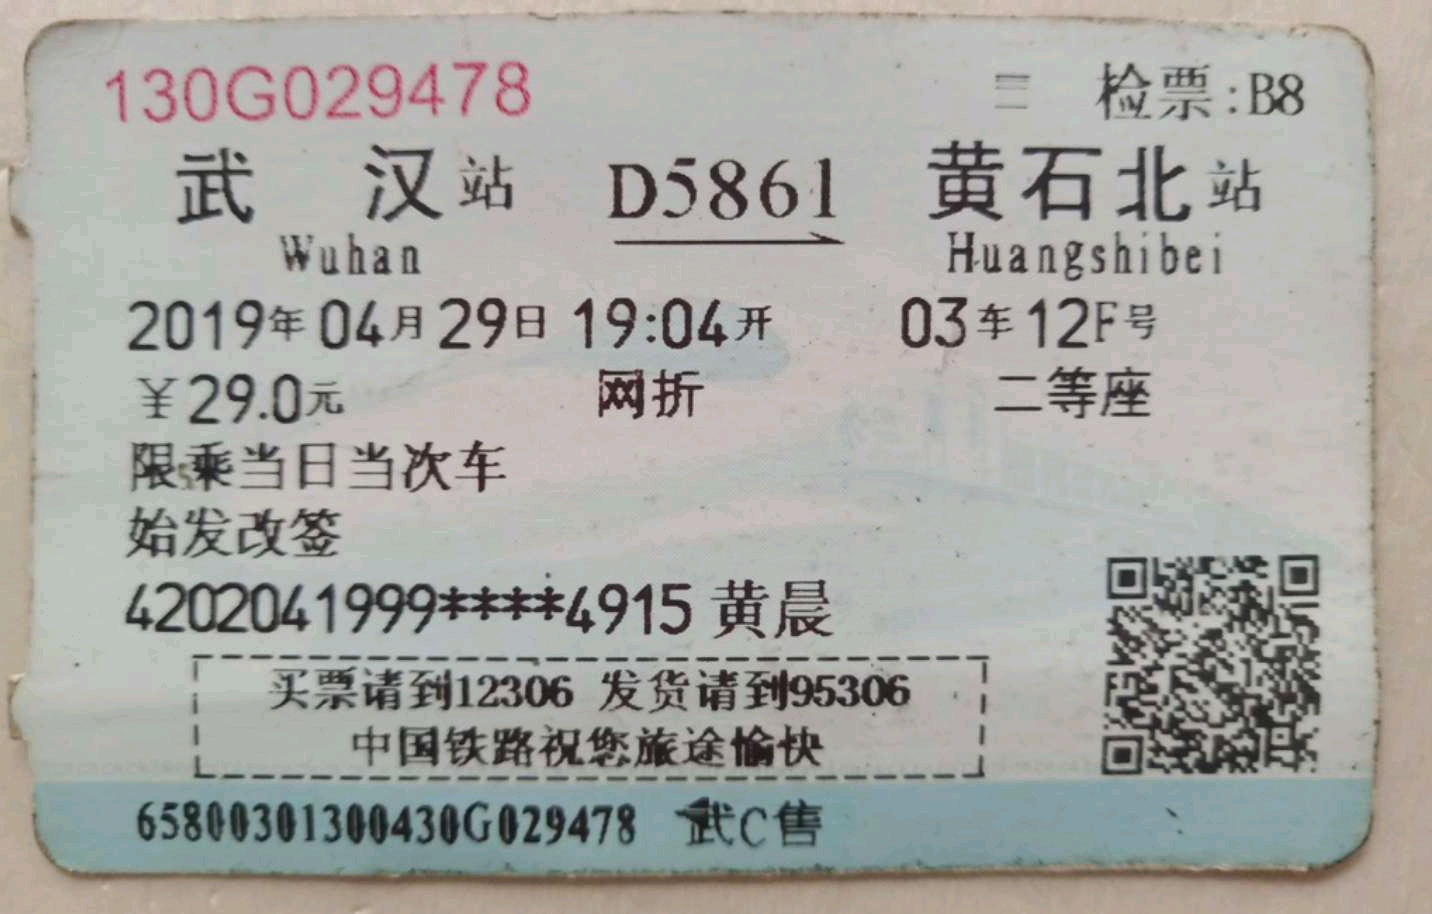 130G029478 检票:B8
武汉站 D5861 黄石北站
Wuhan Huangshibei
2019年04月29日 19:04开 03车12F号
￥29.0元 网折 二等座
限乘当日当次车
始发改签
4202041999****4915 黄晨
买票请到12306 发货请到95306
中国铁路祝您旅途愉快
65800301300430G029478 武C售